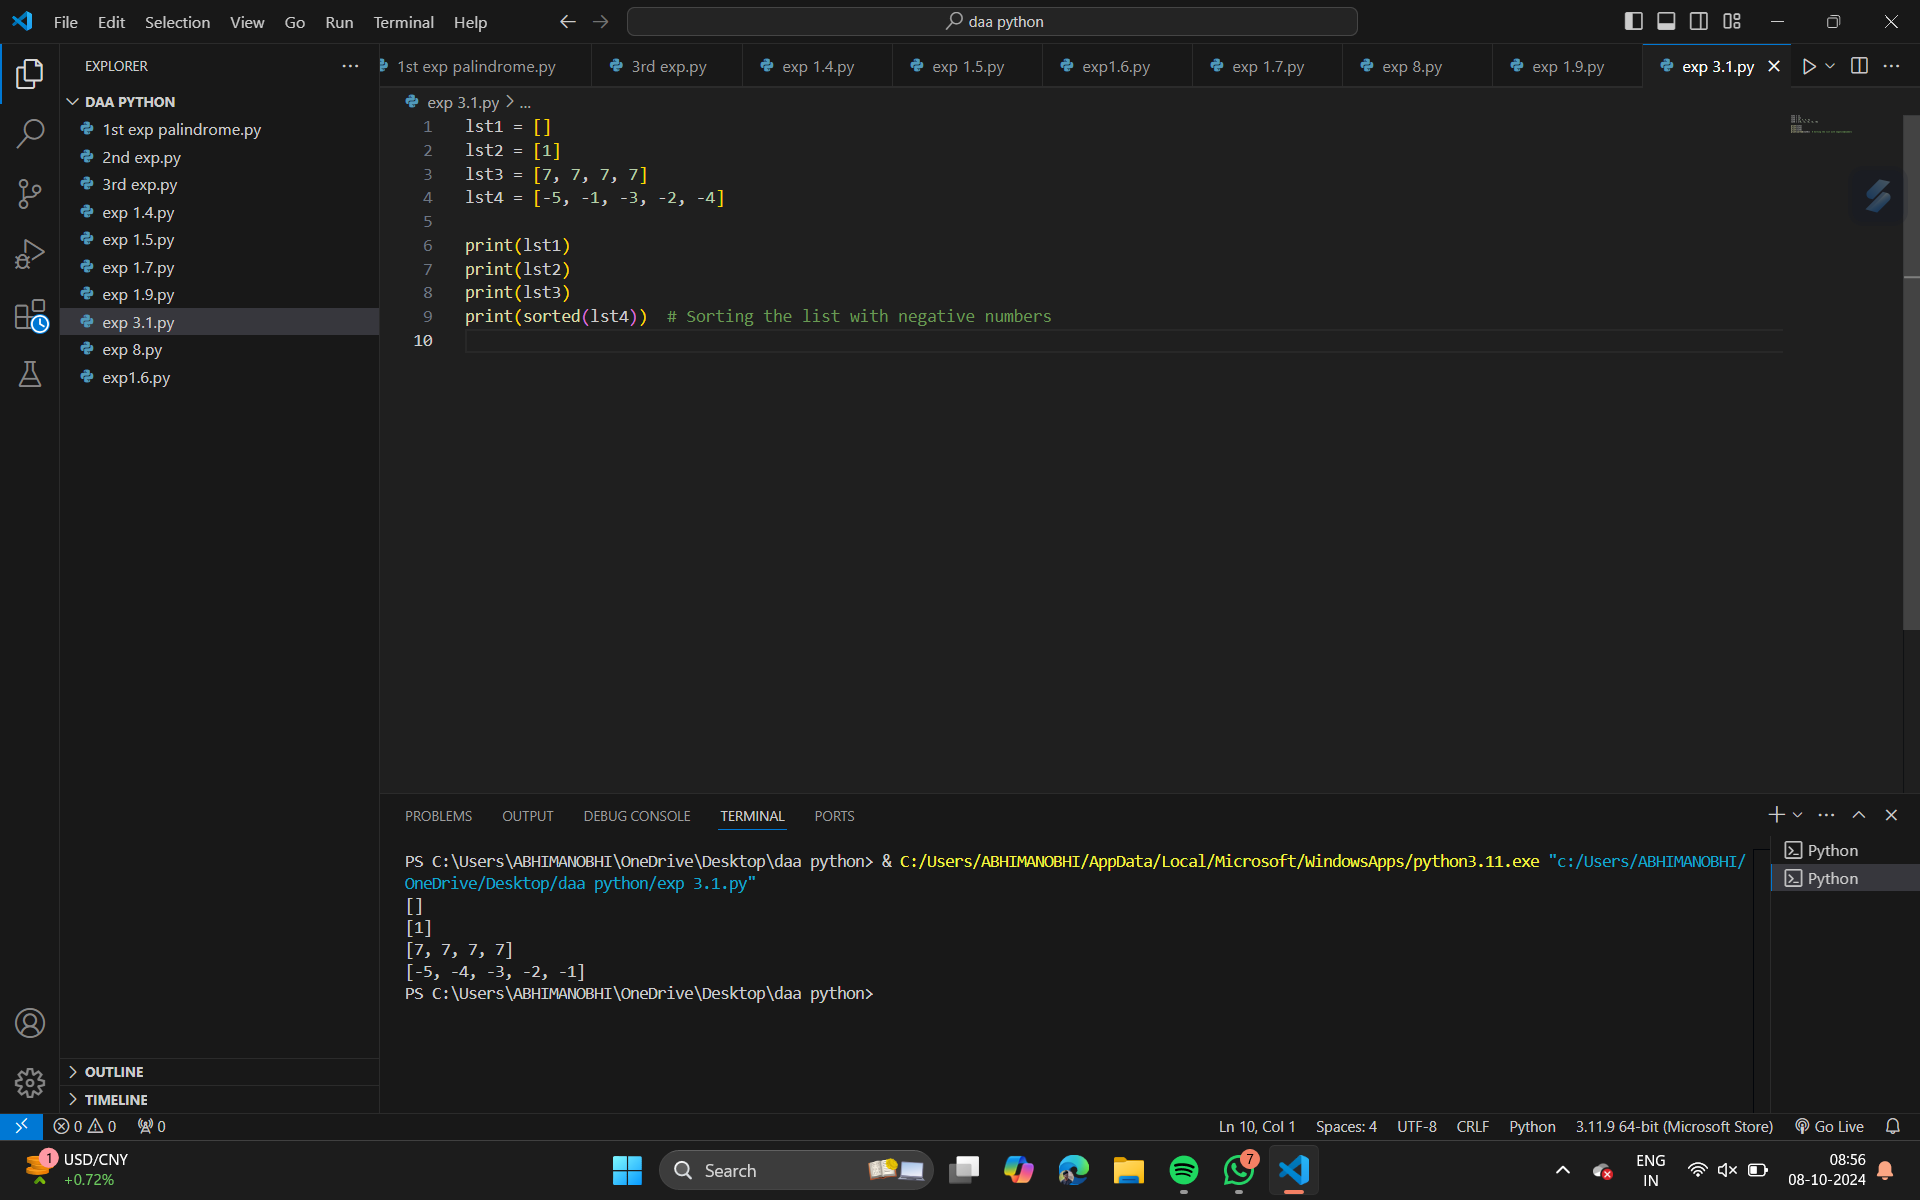 File Edit Selection View Go Run Terminal Help
daa python
EXPLORER
DAA PYTHON
1st exp palindrome.py
2nd exp.py
3rd exp.py
exp 1.4.py
exp 1.5.py
exp 1.7.py
exp 1.9.py
exp 3.1.py
exp 8.py
exp1.6.py
OUTLINE
TIMELINE
1st exp palindrome.py 3rd exp.py exp 1.4.py exp 1.5.py exp1.6.py exp 1.7.py exp 8.py exp 1.9.py exp 3.1.py
exp 3.1.py > ...
1 lst1 = []
2 lst2 = [1]
3 lst3 = [7, 7, 7, 7]
4 lst4 = [-5, -1, -3, -2, -4]
5
6 print(lst1)
7 print(lst2)
8 print(lst3)
9 print(sorted(lst4))  # Sorting the list with negative numbers
10
PROBLEMS OUTPUT DEBUG CONSOLE TERMINAL PORTS
PS C:\Users\ABHIMANOBHI\OneDrive\Desktop\daa python> & C:/Users/ABHIMANOBHI/AppData/Local/Microsoft/WindowsApps/python3.11.exe "c:/Users/ABHIMANOBHI/
OneDrive/Desktop/daa python/exp 3.1.py"
[]
[1]
[7, 7, 7, 7]
[-5, -4, -3, -2, -1]
PS C:\Users\ABHIMANOBHI\OneDrive\Desktop\daa python>
Python
Python
0 0 0 Ln 10, Col 1 Spaces: 4 UTF-8 CRLF Python 3.11.9 64-bit (Microsoft Store) Go Live
1 USD/CNY
+0.72%
Search
7
ENG
IN
08:56
08-10-2024